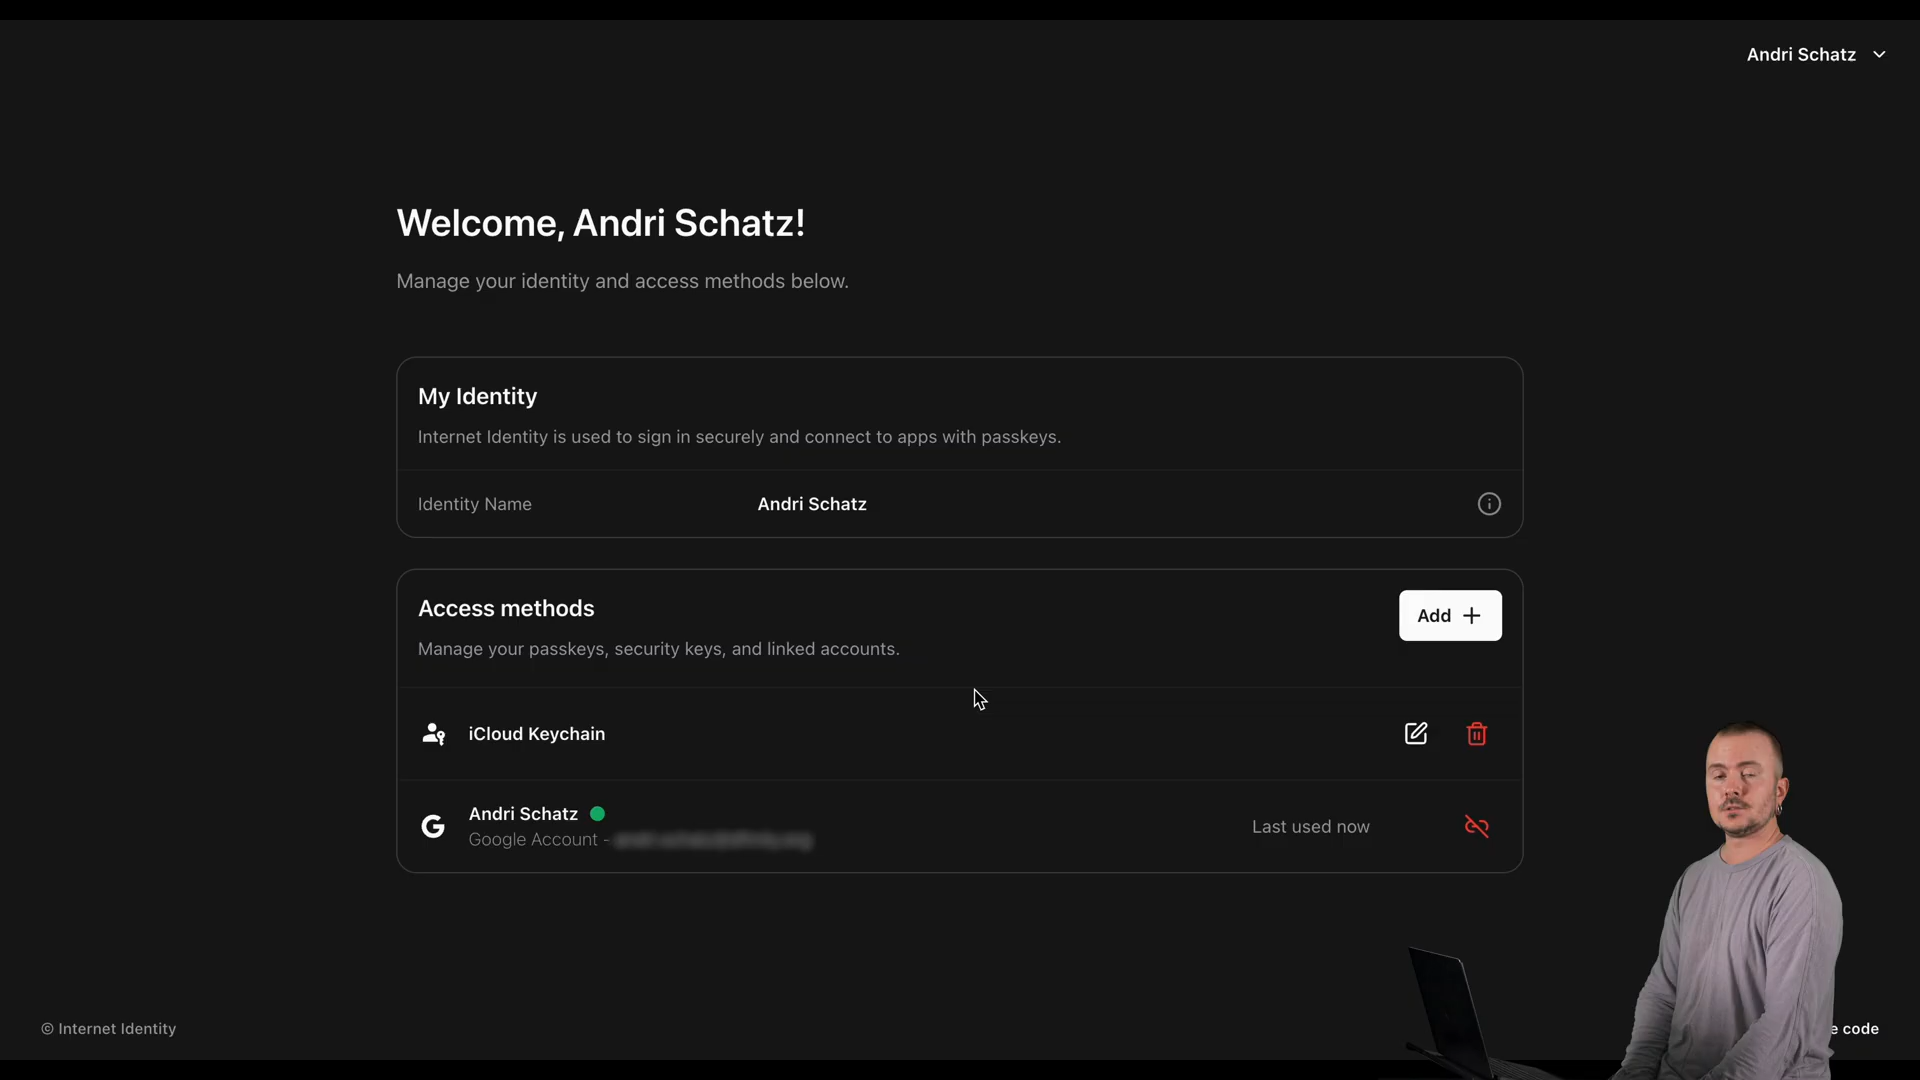 Andri Schatz
Welcome, Andri Schatz!
Manage your identity and access methods below.
My Identity
Internet Identity is used to sign in securely and connect to apps with passkeys.
Identity Name
Andri Schatz
Access methods
Add
Manage your passkeys, security keys, and linked accounts.
iCloud Keychain
Andri Schatz
Google Account -
Last used now
© Internet Identity
code